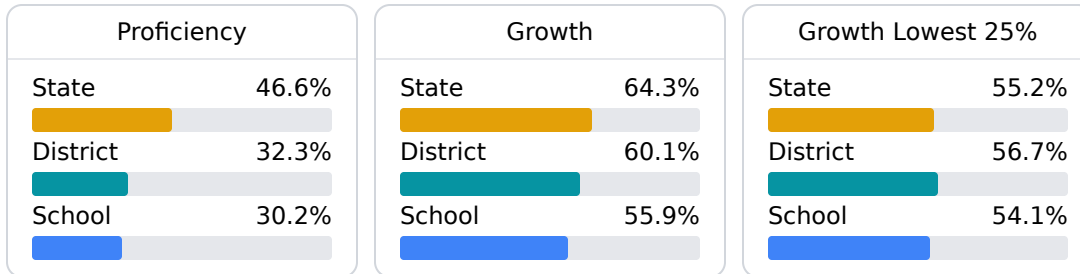 Proficiency
State 46.6%
District 32.3%
School 30.2%
Growth
State 64.3%
District 60.1%
School 55.9%
Growth Lowest 25%
State 55.2%
District 56.7%
School 54.1%